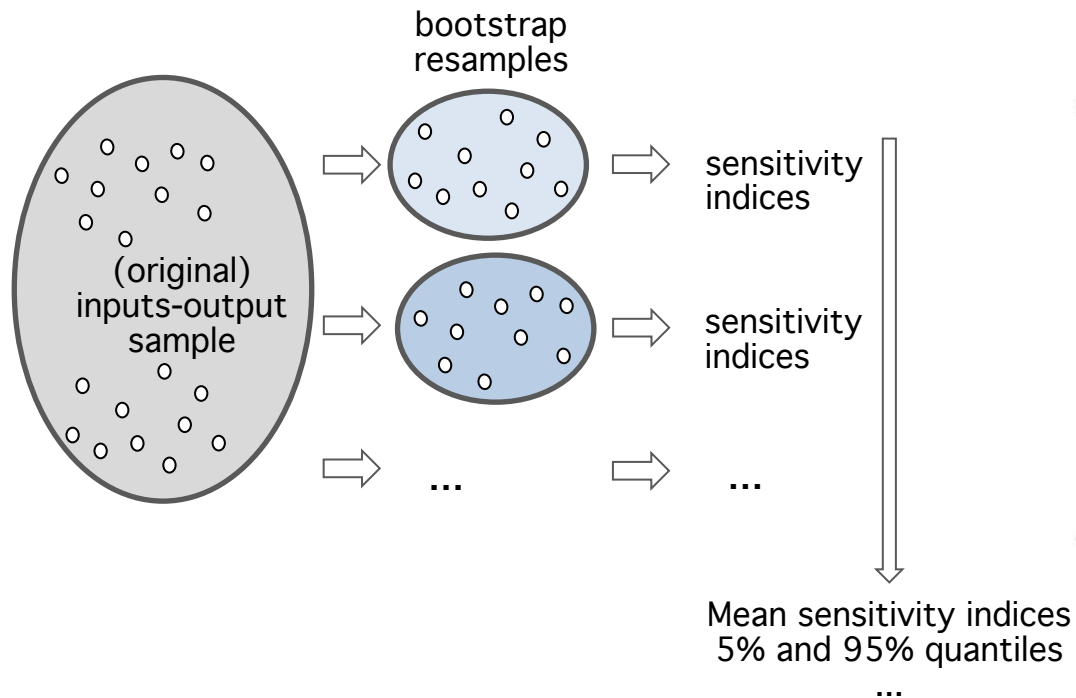 bootstrap
resamples
(original)
inputs-output
sample
sensitivity
indices
sensitivity
indices
...
...
Mean sensitivity indices
5% and 95% quantiles
...